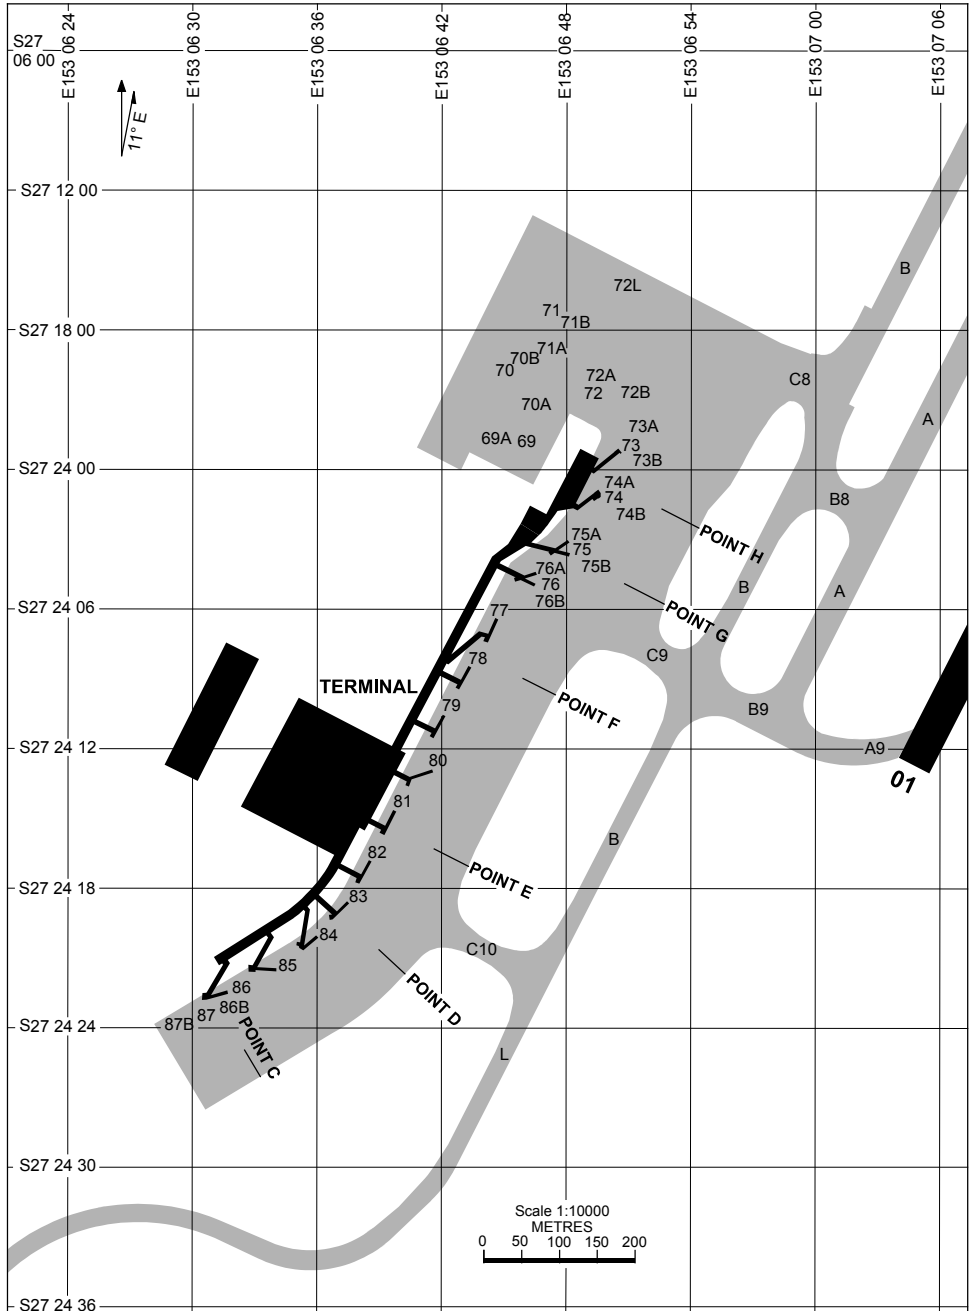 E153 06 24
E153 06 30
E153 06 36
E153 06 42
E153 06 48
E153 06 54
E153 07 00
E153 07 06
S27
06 00
11° E
S27 12 00
B
72L
71
71B
S27 18 00
71A
70B
70
72A
C8
72
72B
70A
A
73A
69A
69
73
73B
S27 24 00
74A
74
B8
74B
75A
POINT H
75
76A
75B
76
B
A
76B
S27 24 06
77
POINT G
78
C9
TERMINAL
79
POINT F
B9
S27 24 12
A9
80
01
81
B
82
POINT E
S27 24 18
83
84
C10
85
86
POINT D
86B
87
87B
S27 24 24
POINT C
L
S27 24 30
Scale 1:10000
METRES
0 50 100 150 200
S27 24 36